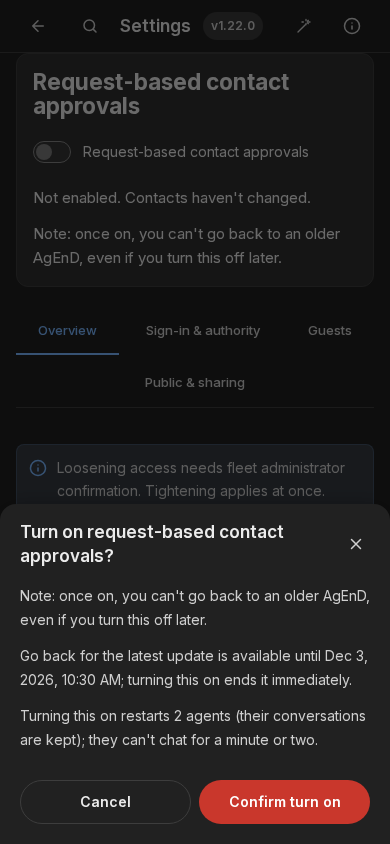 Settings v1.22.0
Request-based contact
approvals
Request-based contact approvals
Not enabled. Contacts haven't changed.
Note: once on, you can't go back to an older
AgEnD, even if you turn this off later.
Overview Sign-in & authority Guests
Public & sharing
Loosening access needs fleet administrator
confirmation. Tightening applies at once.
Turn on request-based contact
approvals?
Note: once on, you can't go back to an older AgEnD,
even if you turn this off later.
Go back for the latest update is available until Dec 3,
2026, 10:30 AM; turning this on ends it immediately.
Turning this on restarts 2 agents (their conversations
are kept); they can't chat for a minute or two.
Cancel Confirm turn on